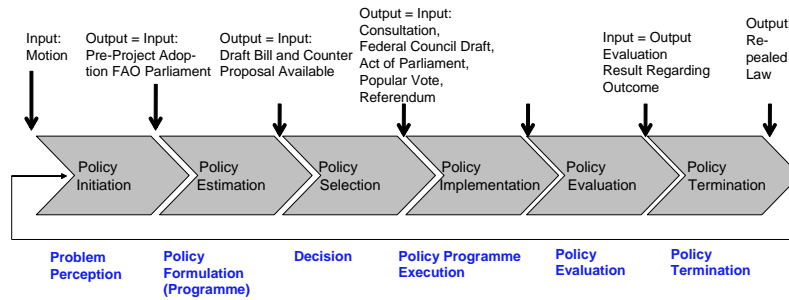 Input:
Motion
Output = Input:
Pre-Project Adop-
tion FAO Parliament
Output = Input:
Draft Bill and Counter
Proposal Available
Output = Input:
Consultation,
Federal Council Draft,
Act of Parliament,
Popular Vote,
Referendum
Input = Output
Evaluation
Result Regarding
Outcome
Output:
Re-
pealed
Law
Policy
Initiation
Policy
Estimation
Policy
Selection
Policy
Implementation
Policy
Evaluation
Policy
Termination
Problem
Perception
Policy
Formulation
(Programme)
Decision
Policy Programme
Execution
Policy
Evaluation
Policy
Termination